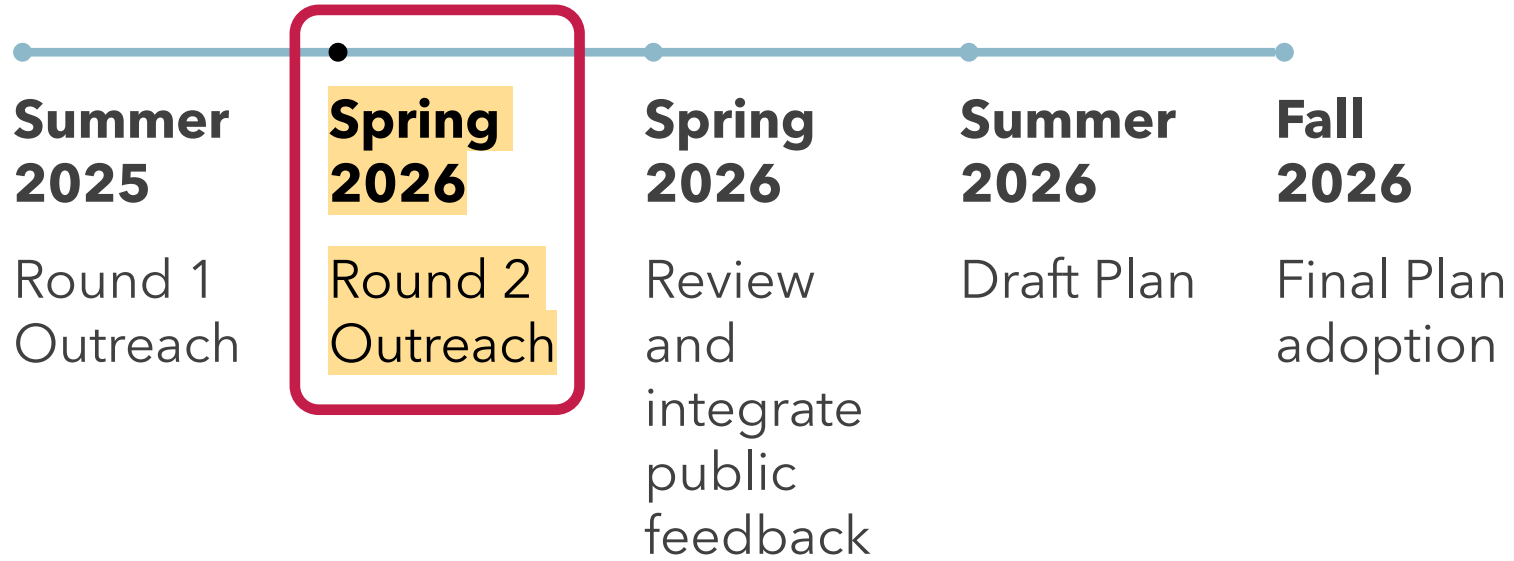 Summer
2025
Round 1
Outreach
Spring
2026
Round 2
Outreach
Spring
2026
Review
and
integrate
public
feedback
Summer
2026
Draft Plan
Fall
2026
Final Plan
adoption